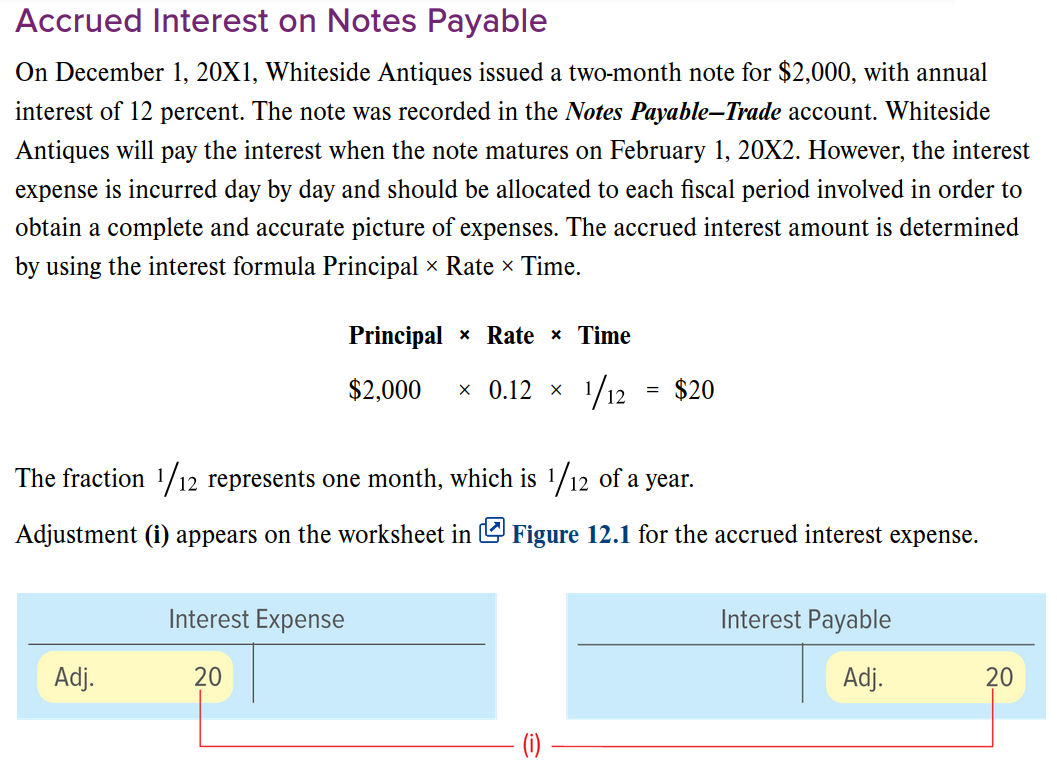 Accrued Interest on Notes Payable
On December 1, 20X1, Whiteside Antiques issued a two-month note for $2,000, with annual
interest of 12 percent. The note was recorded in the Notes Payable–Trade account. Whiteside
Antiques will pay the interest when the note matures on February 1, 20X2. However, the interest
expense is incurred day by day and should be allocated to each fiscal period involved in order to
obtain a complete and accurate picture of expenses. The accrued interest amount is determined
by using the interest formula Principal × Rate × Time.
Principal × Rate × Time
$2,000 × 0.12 × 1/12 = $20
The fraction 1/12 represents one month, which is 1/12 of a year.
Adjustment (i) appears on the worksheet in Figure 12.1 for the accrued interest expense.
Interest Expense
Adj. 20
Interest Payable
Adj. 20
(i)